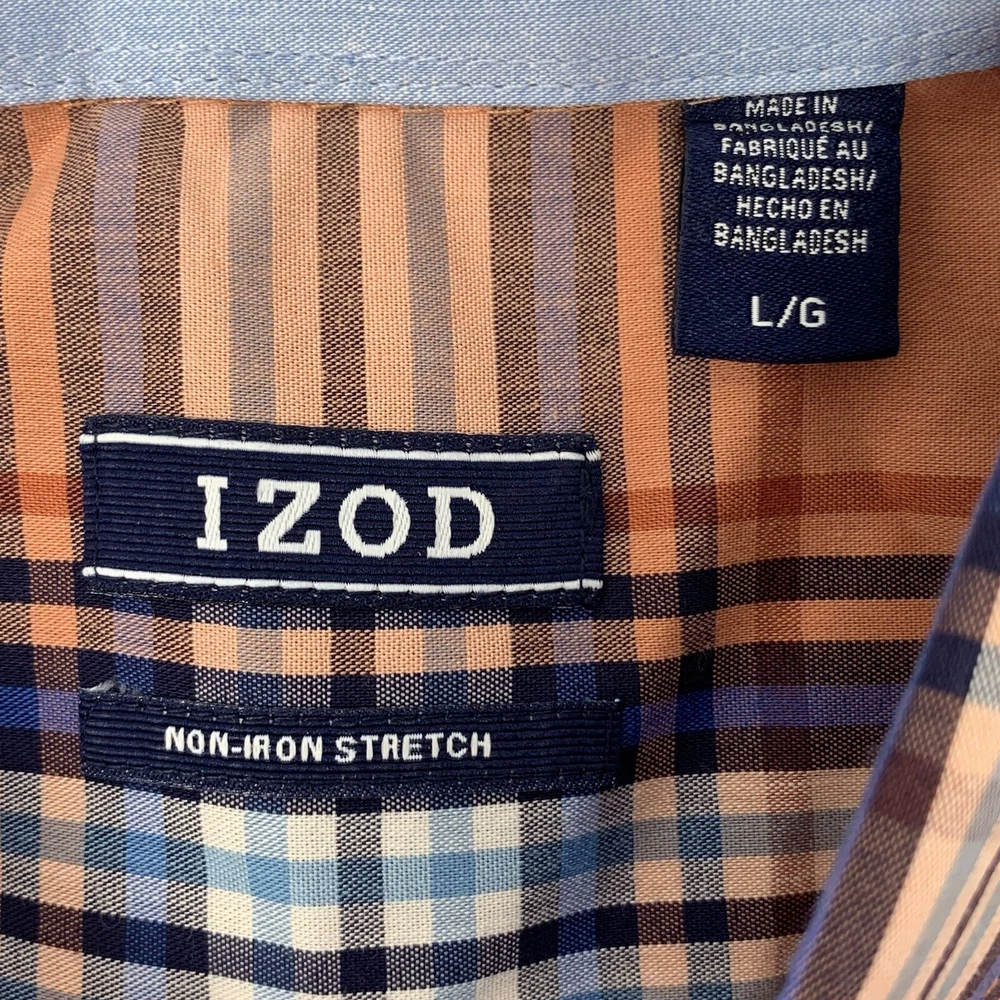 MADE IN
BANGLADESH/
FABRIQUÉ AU
BANGLADESH/
HECHO EN
BANGLADESH
L/G
IZOD
NON-IRON STRETCH